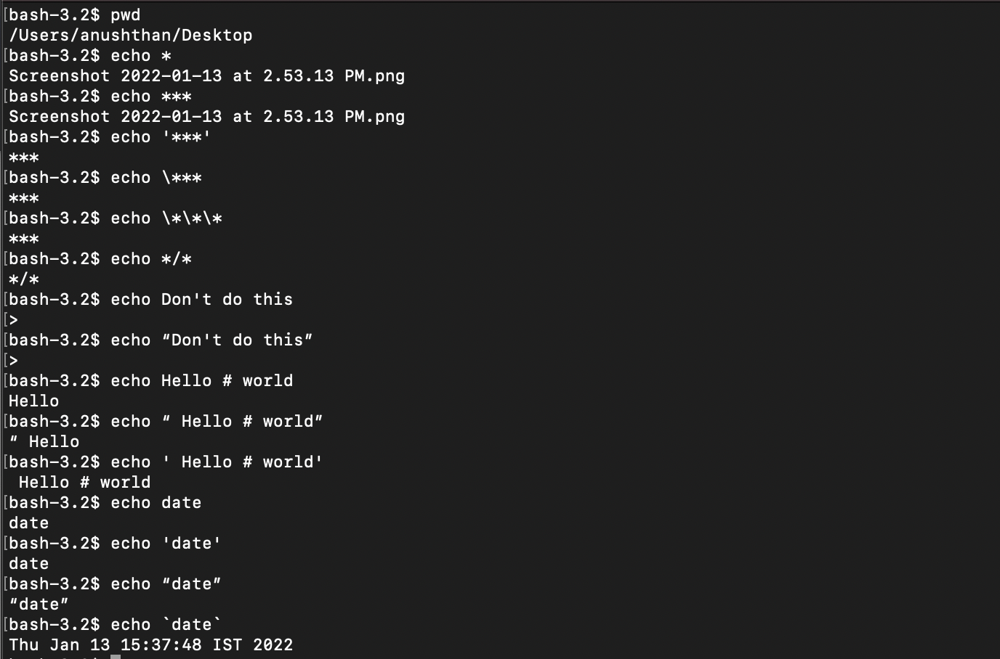 [bash-3.2$ pwd
/Users/anushthan/Desktop
[bash-3.2$ echo *
Screenshot 2022-01-13 at 2.53.13 PM.png
[bash-3.2$ echo ***
Screenshot 2022-01-13 at 2.53.13 PM.png
[bash-3.2$ echo '***'
***
[bash-3.2$ echo \***
***
[bash-3.2$ echo \*\*\*
***
[bash-3.2$ echo */*
*/*
[bash-3.2$ echo Don't do this
[>
[bash-3.2$ echo “Don't do this”
[>
[bash-3.2$ echo Hello # world
Hello
[bash-3.2$ echo “ Hello # world”
“ Hello
[bash-3.2$ echo ' Hello # world'
 Hello # world
[bash-3.2$ echo date
date
[bash-3.2$ echo 'date'
date
[bash-3.2$ echo “date”
“date”
[bash-3.2$ echo `date`
Thu Jan 13 15:37:48 IST 2022